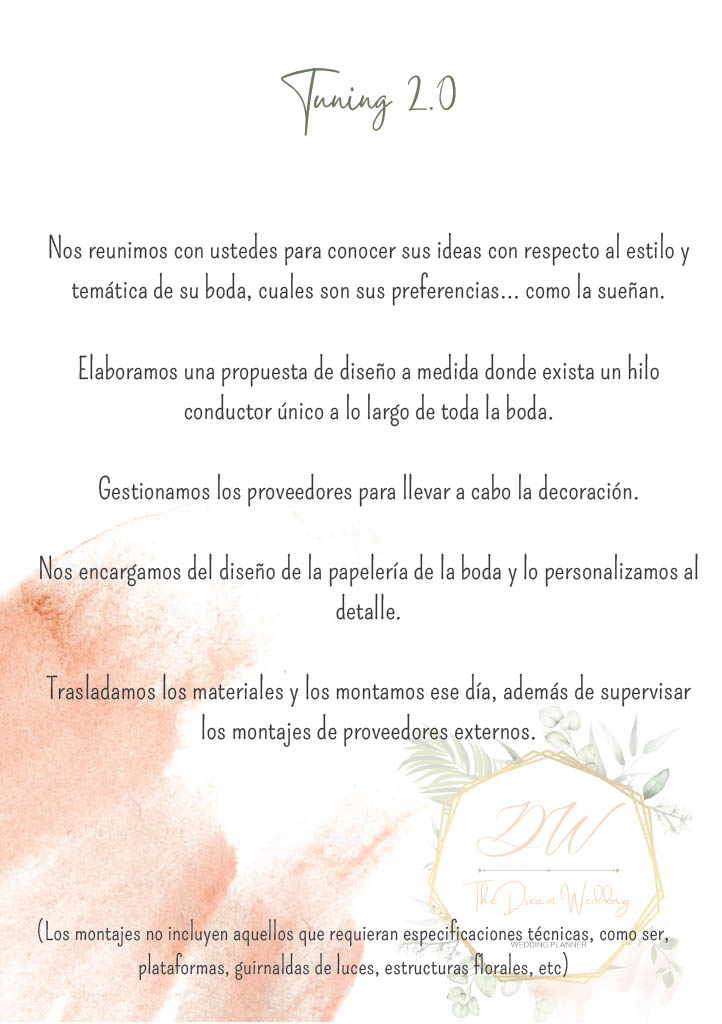 Tuning 2.0
Nos reunimos con ustedes para conocer sus ideas con respecto al estilo y
temática de su boda, cuales son sus preferencias... como la sueñan.
Elaboramos una propuesta de diseño a medida donde exista un hilo
conductor único a lo largo de toda la boda.
Gestionamos los proveedores para llevar a cabo la decoración.
Nos encargamos del diseño de la papelería de la boda y lo personalizamos al
detalle.
Trasladamos los materiales y los montamos ese día, además de supervisar
los montajes de proveedores externos.
DW
The Dream Wedding
WEDDING PLANNER
(Los montajes no incluyen aquellos que requieran especificaciones técnicas, como ser,
plataformas, guirnaldas de luces, estructuras florales, etc)